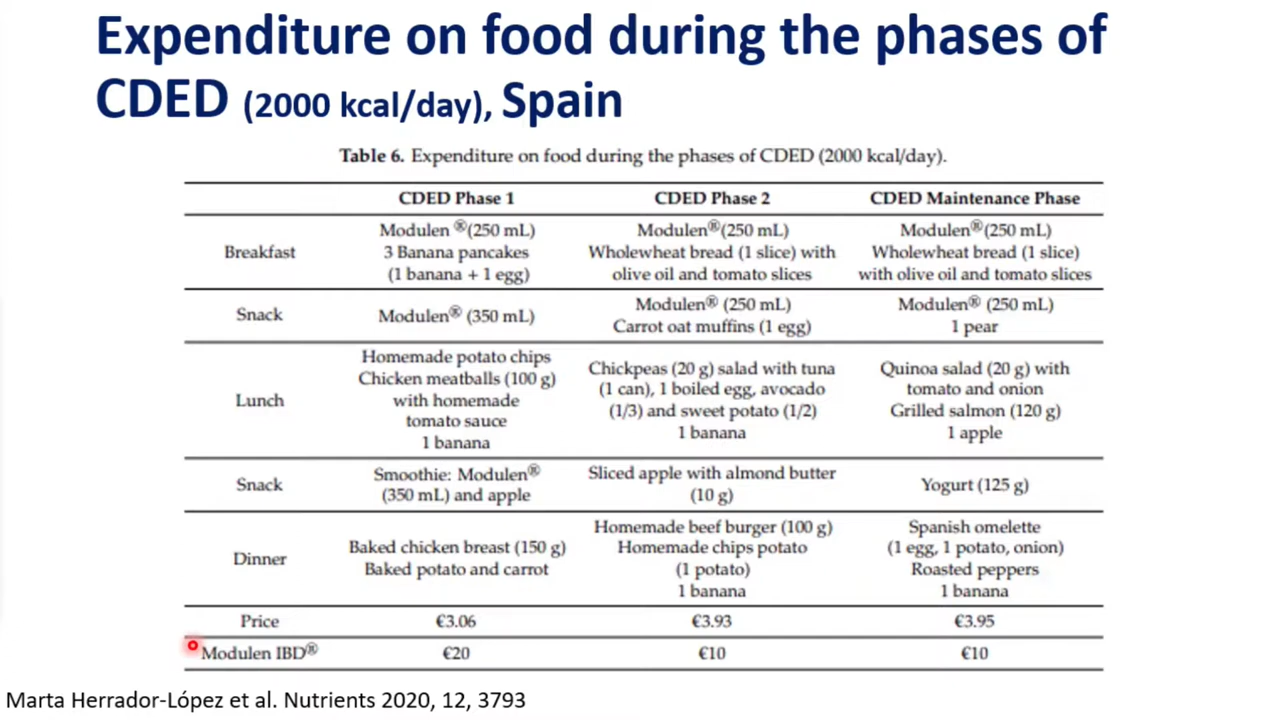 Expenditure on food during the phases of
CDED (2000 kcal/day), Spain
Table 6. Expenditure on food during the phases of CDED (2000 kcal/day).
CDED Phase 1 CDED Phase 2 CDED Maintenance Phase
Breakfast
Modulen ®(250 mL)
3 Banana pancakes
(1 banana + 1 egg)
Modulen®(250 mL)
Wholewheat bread (1 slice) with
olive oil and tomato slices
Modulen®(250 mL)
Wholewheat bread (1 slice)
with olive oil and tomato slices
Snack
Modulen® (350 mL)
Modulen® (250 mL)
Carrot oat muffins (1 egg)
Modulen® (250 mL)
1 pear
Lunch
Homemade potato chips
Chicken meatballs (100 g)
with homemade
tomato sauce
1 banana
Chickpeas (20 g) salad with tuna
(1 can), 1 boiled egg, avocado
(1/3) and sweet potato (1/2)
1 banana
Quinoa salad (20 g) with
tomato and onion
Grilled salmon (120 g)
1 apple
Snack
Smoothie: Modulen®
(350 mL) and apple
Sliced apple with almond butter
(10 g)
Yogurt (125 g)
Dinner
Baked chicken breast (150 g)
Baked potato and carrot
Homemade beef burger (100 g)
Homemade chips potato
(1 potato)
1 banana
Spanish omelette
(1 egg, 1 potato, onion)
Roasted peppers
1 banana
Price €3.06 €3.93 €3.95
Modulen IBD® €20 €10 €10
Marta Herrador-López et al. Nutrients 2020, 12, 3793